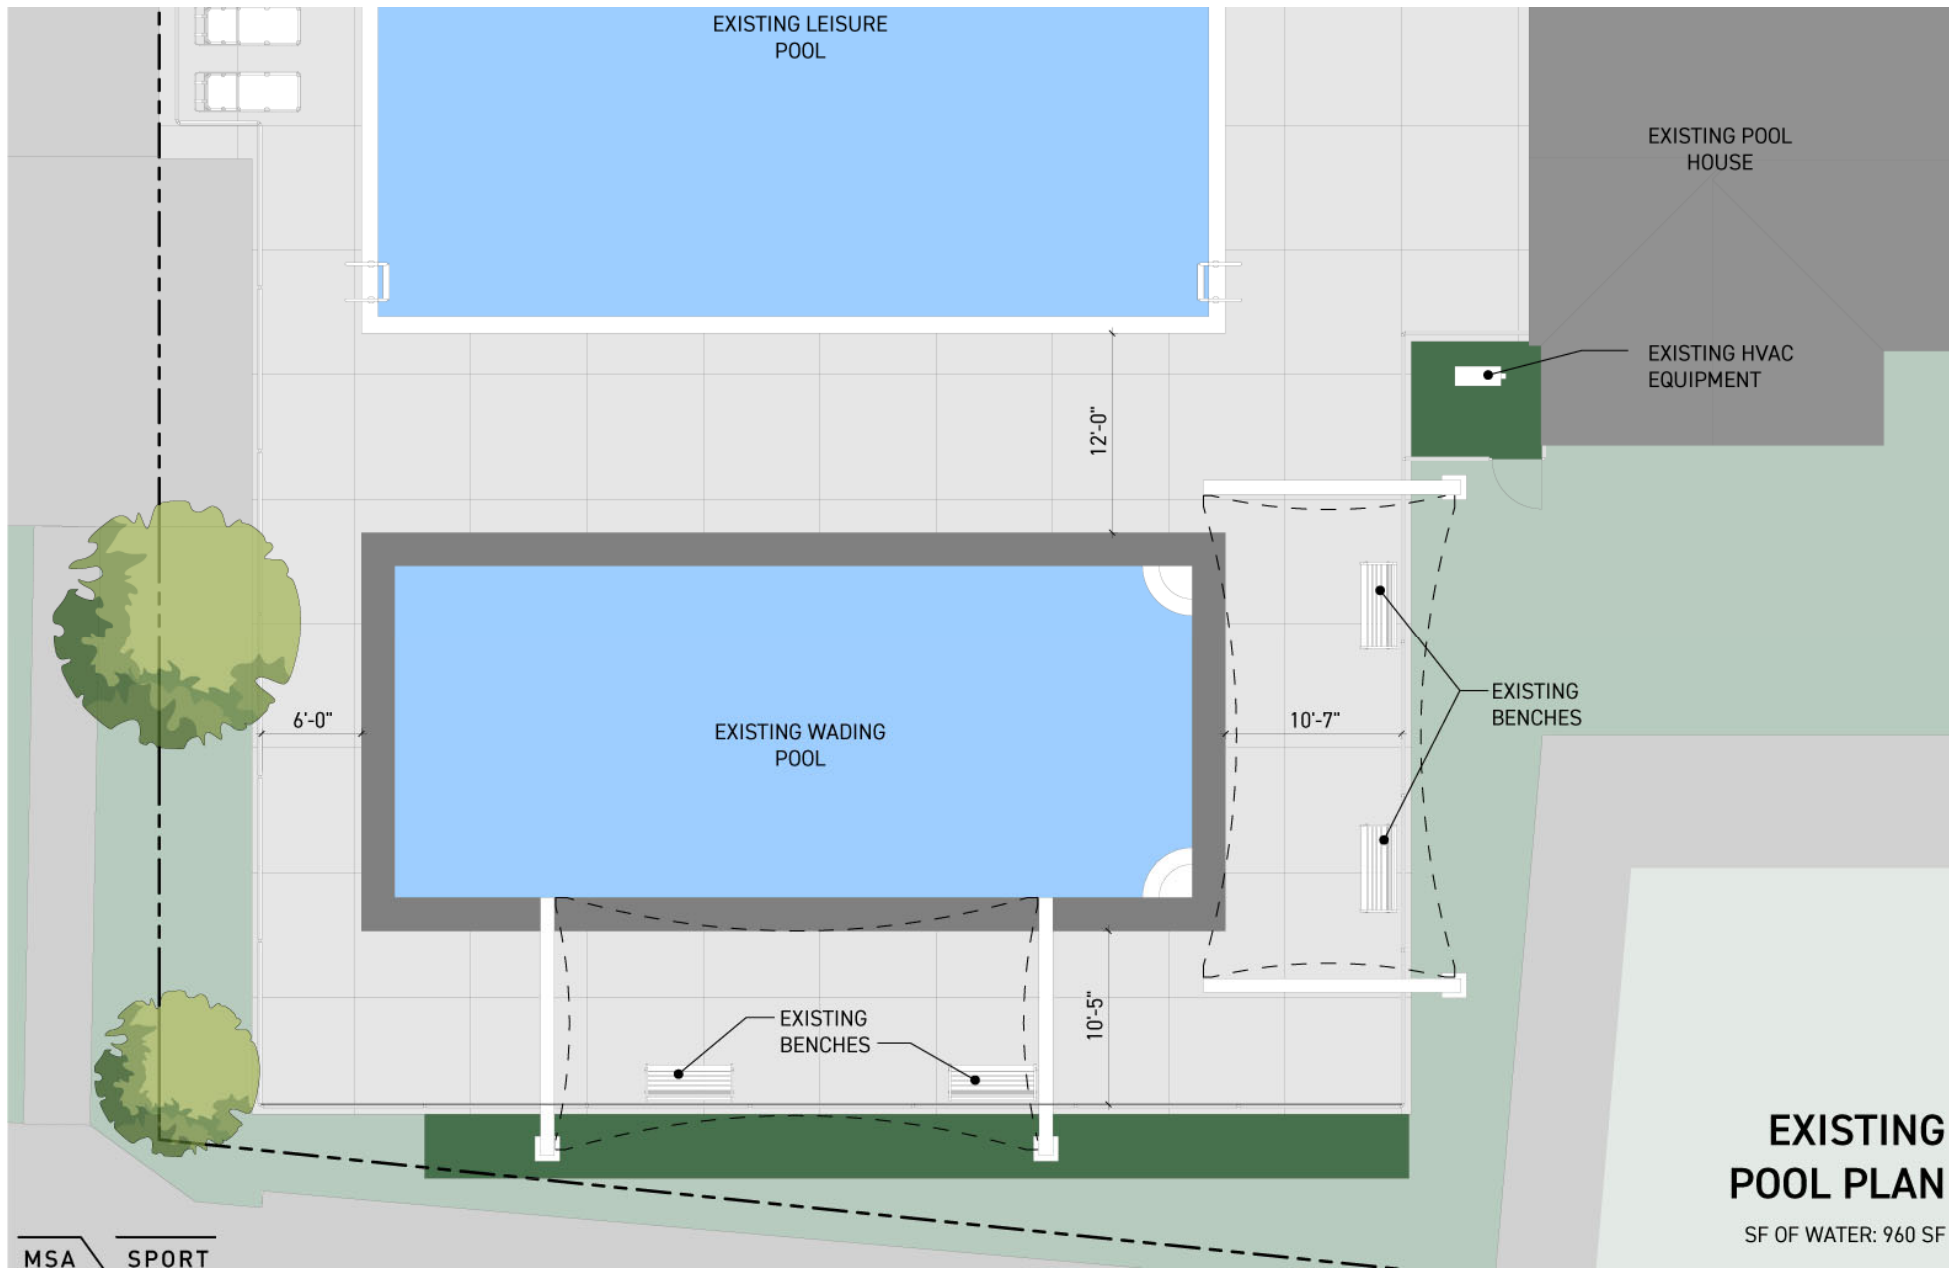 EXISTING LEISURE
POOL
EXISTING POOL
HOUSE
EXISTING HVAC
EQUIPMENT
12'-0"
EXISTING
BENCHES
6'-0"
EXISTING WADING
POOL
10'-7"
EXISTING
BENCHES
10'-5"
EXISTING
POOL PLAN
SF OF WATER: 960 SF
MSA SPORT